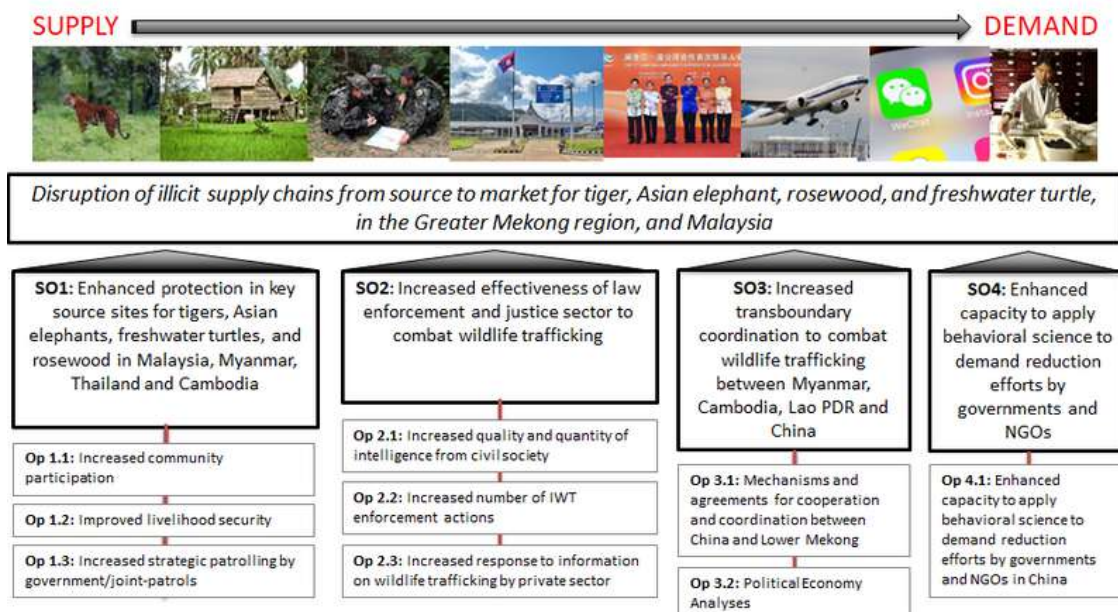 SUPPLY
DEMAND
WeChat
Disruption of illicit supply chains from source to market for tiger, Asian elephant, rosewood, and freshwater turtle,
in the Greater Mekong region, and Malaysia
SO1: Enhanced protection in key
source sites for tigers, Asian
elephants, freshwater turtles, and
rosewood in Malaysia, Myanmar,
Thailand and Cambodia
Op 1.1: Increased community
participation
Op 1.2: Improved livelihood security
Op 1.3: Increased strategic patrolling by
government/joint-patrols
SO2: Increased effectiveness of law
enforcement and justice sector to
combat wildlife trafficking
Op 2.1: Increased quality and quantity of
intelligence from civil society
Op 2.2: Increased number of IWT
enforcement actions
Op 2.3: Increased response to information
on wildlife trafficking by private sector
SO3: Increased
transboundary
coordination to combat
wildlife trafficking
between Myanmar,
Cambodia, Lao PDR and
China
Op 3.1: Mechanisms and
agreements for cooperation
and coordination between
China and Lower Mekong
Op 3.2: Political Economy
Analyses
SO4: Enhanced
capacity to apply
behavioral science to
demand reduction
efforts by
governments and
NGOs
Op 4.1: Enhanced
capacity to apply
behavioral science to
demand reduction
efforts by governments
and NGOs in China